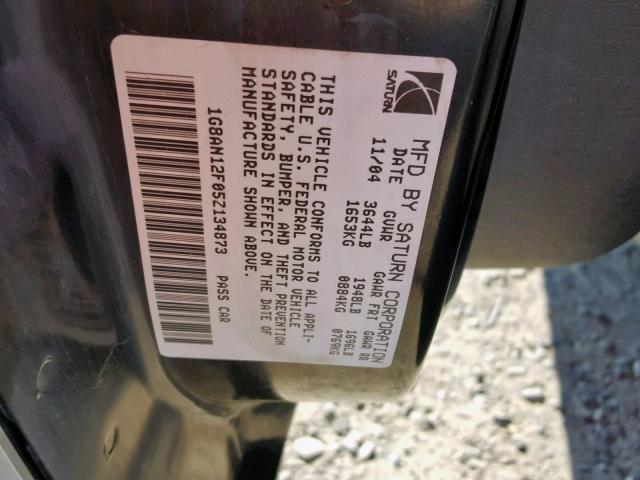 SATURN
MFD BY SATURN CORPORATION
DATE GVWR GAWR FRT GAWR RR
11/04 3644LB 1948LB 1696LB
1653KG 0884KG 0769KG
THIS VEHICLE CONFORMS TO ALL APPLI-
CABLE U.S. FEDERAL MOTOR VEHICLE
SAFETY, BUMPER, AND THEFT PREVENTION
STANDARDS IN EFFECT ON THE DATE OF
MANUFACTURE SHOWN ABOVE.
1G8AN12F05Z134873 PASS CAR